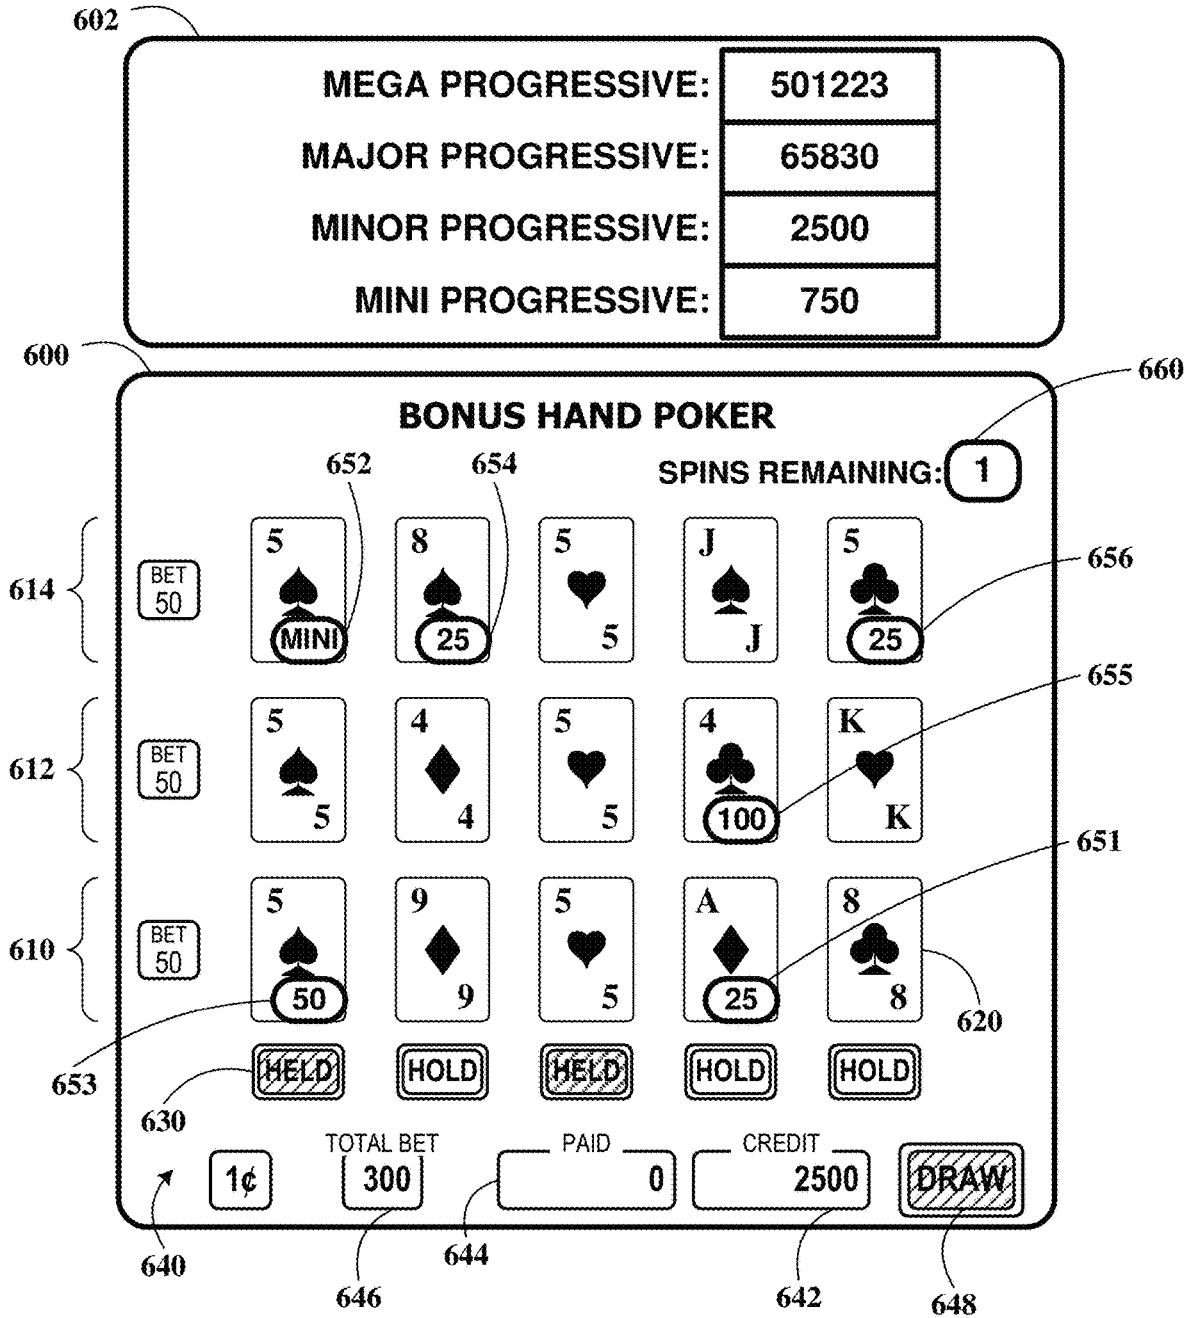 602
MEGA PROGRESSIVE: 501223
MAJOR PROGRESSIVE: 65830
MINOR PROGRESSIVE: 2500
MINI PROGRESSIVE: 750
600
660
BONUS HAND POKER
652 654 SPINS REMAINING: 1
614 BET 50 5 MINI 8 25 5 5 J J 5 25 656
655
612 BET 50 5 5 4 4 5 5 4 100 K K
651
610 BET 50 5 50 9 9 5 5 A 25 8 8
620
653
630
HELD HOLD HELD HOLD HOLD
TOTAL BET PAID CREDIT
1¢ 300 0 2500 DRAW
640 646 644 642 648